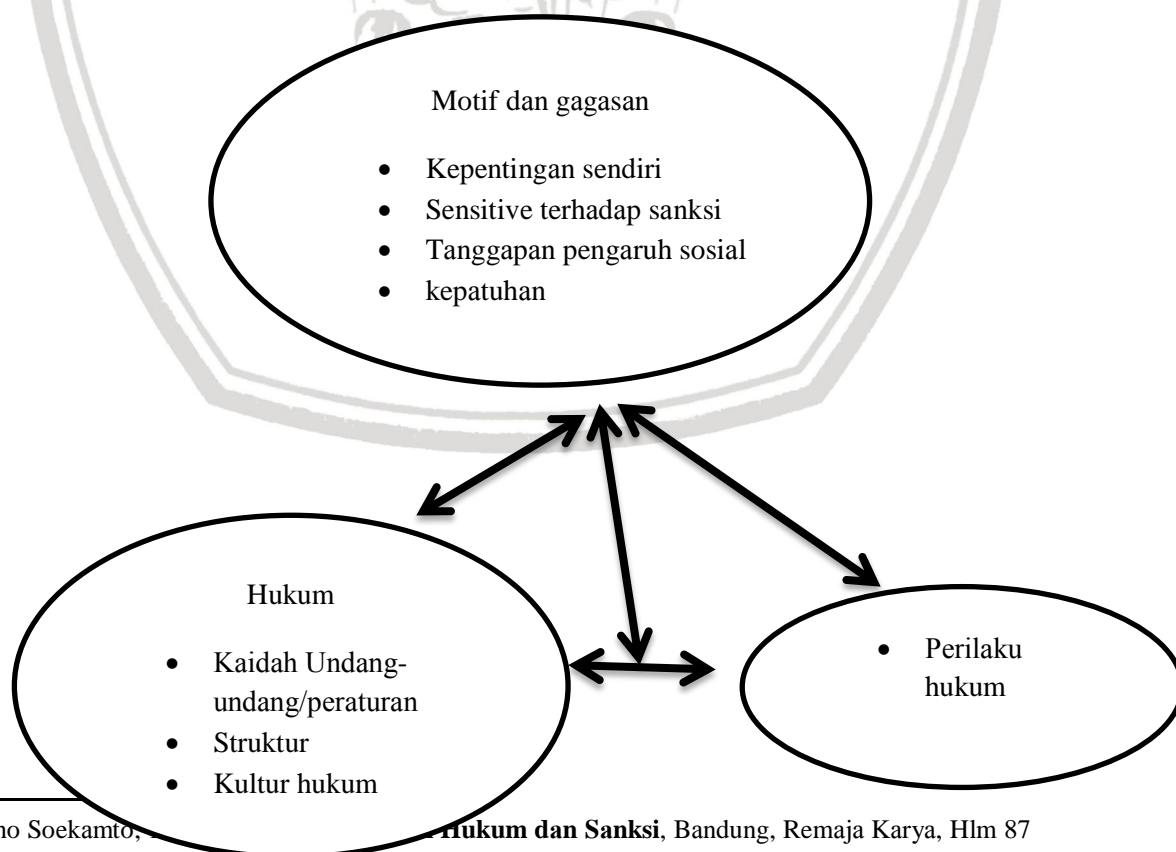 Motif dan gagasan
• Kepentingan sendiri
• Sensitive terhadap sanksi
• Tanggapan pengaruh sosial
• kepatuhan
Hukum
• Kaidah Undang-
undang/peraturan
• Struktur
• Kultur hukum
• Perilaku
hukum
no Soekamto, Hukum dan Sanksi, Bandung, Remaja Karya, Hlm 87